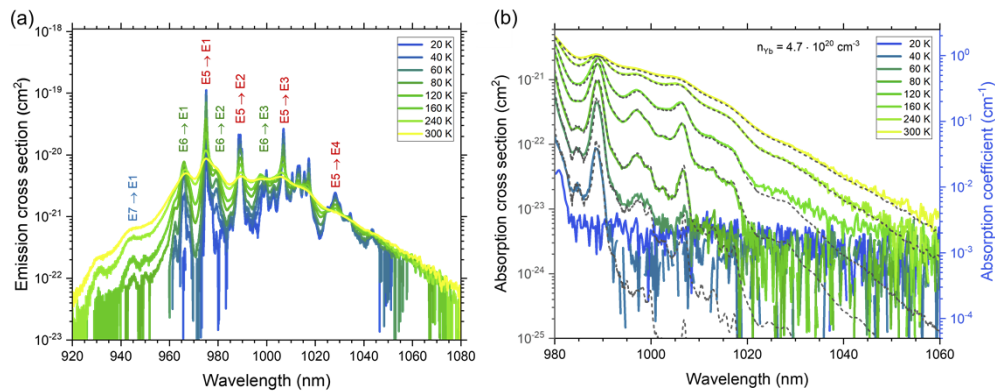 (a)
Emission cross section (cm²)
10⁻¹⁸
10⁻¹⁹
10⁻²⁰
10⁻²¹
10⁻²²
10⁻²³
E7 → E1
E6 → E1
E5 → E1
E6 → E2
E5 → E2
E6 → E3
E5 → E3
E5 → E4
20 K
40 K
60 K
80 K
120 K
160 K
240 K
300 K
920 940 960 980 1000 1020 1040 1060 1080
Wavelength (nm)
(b)
Absorption cross section (cm²)
10⁻²¹
10⁻²²
10⁻²³
10⁻²⁴
10⁻²⁵
n_Yb = 4.7 · 10²⁰ cm⁻³
20 K
40 K
60 K
80 K
120 K
160 K
240 K
300 K
10⁰
10⁻¹
10⁻²
10⁻³
10⁻⁴
Absorption coefficient (cm⁻¹)
980 1000 1020 1040 1060
Wavelength (nm)